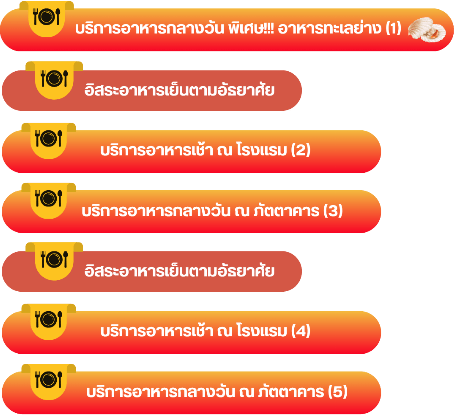 บริการอาหารกลางวัน พิเศษ!!! อาหารทะเลย่าง (1)
อิสระอาหารเย็นตามอัธยาศัย
บริการอาหารเช้า ณ โรงแรม (2)
บริการอาหารกลางวัน ณ ภัตตาคาร (3)
อิสระอาหารเย็นตามอัธยาศัย
บริการอาหารเช้า ณ โรงแรม (4)
บริการอาหารกลางวัน ณ ภัตตาคาร (5)